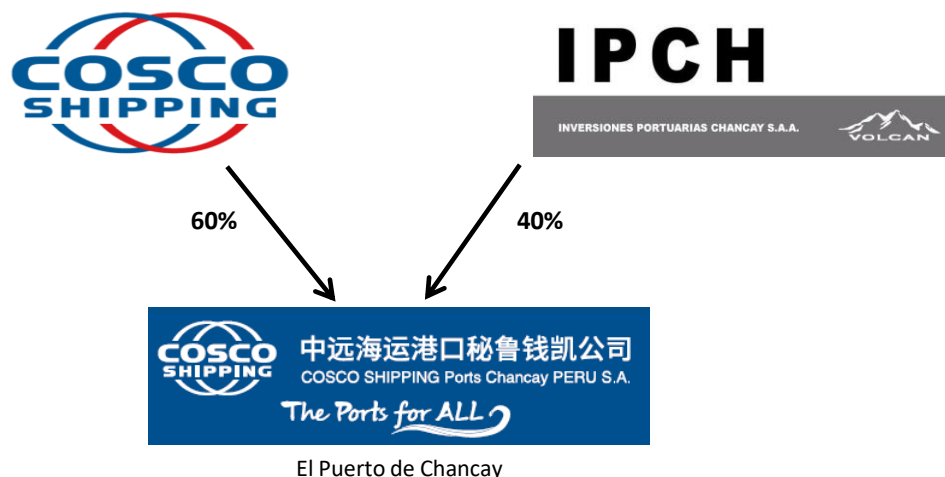 COSCO
SHIPPING
IPCH
INVERSIONES PORTUARIAS CHANCAY S.A.A.
VOLCAN
60%
40%
COSCO
SHIPPING
中远海运港口秘鲁钱凯公司
COSCO SHIPPING Ports Chancay PERU S.A.
The Ports for ALL
El Puerto de Chancay